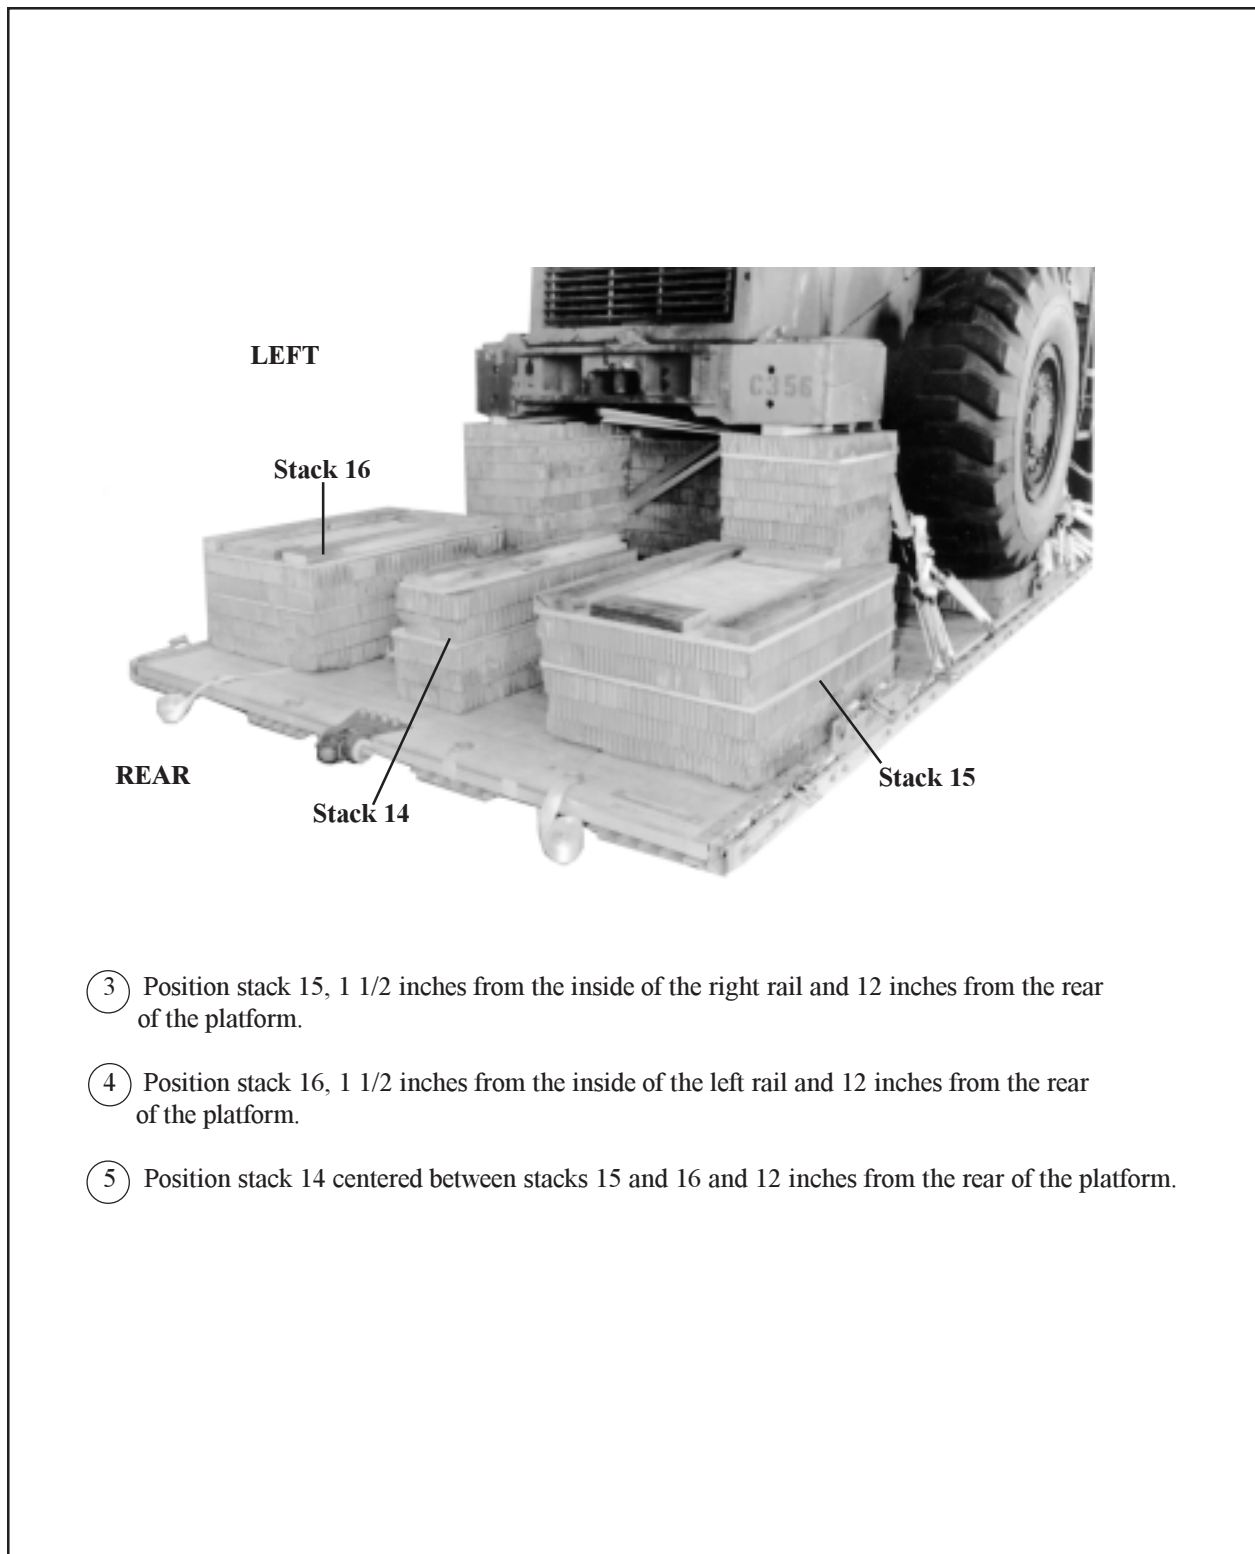 LEFT
C356
Stack 16
REAR
Stack 15
Stack 14
3 Position stack 15, 1 1/2 inches from the inside of the right rail and 12 inches from the rear
of the platform.
4 Position stack 16, 1 1/2 inches from the inside of the left rail and 12 inches from the rear
of the platform.
5 Position stack 14 centered between stacks 15 and 16 and 12 inches from the rear of the platform.